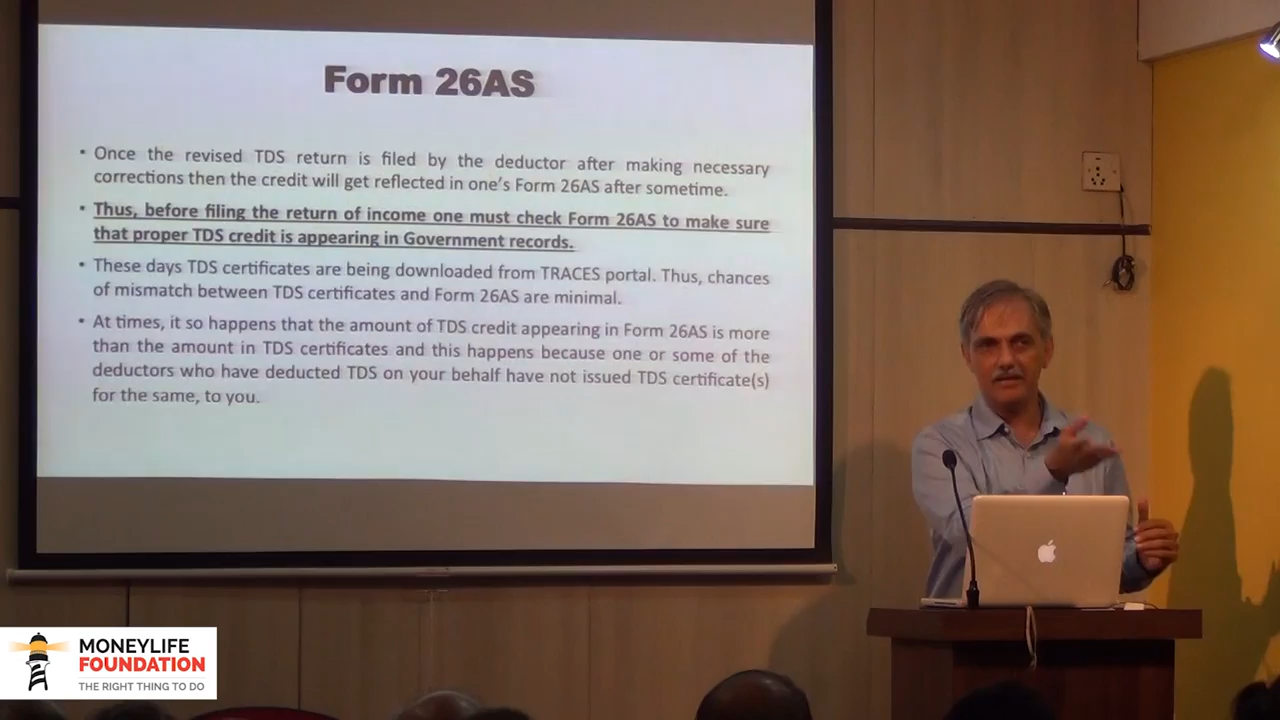 Form 26AS
• Once the revised TDS return is filed by the deductor after making necessary
corrections then the credit will get reflected in one's Form 26AS after sometime.
• Thus, before filing the return of income one must check Form 26AS to make sure
that proper TDS credit is appearing in Government records.
• These days TDS certificates are being downloaded from TRACES portal. Thus, chances
of mismatch between TDS certificates and Form 26AS are minimal.
• At times, it so happens that the amount of TDS credit appearing in Form 26AS is more
than the amount in TDS certificates and this happens because one or some of the
deductors who have deducted TDS on your behalf have not issued TDS certificate(s)
for the same, to you.
MONEYLIFE
FOUNDATION
THE RIGHT THING TO DO